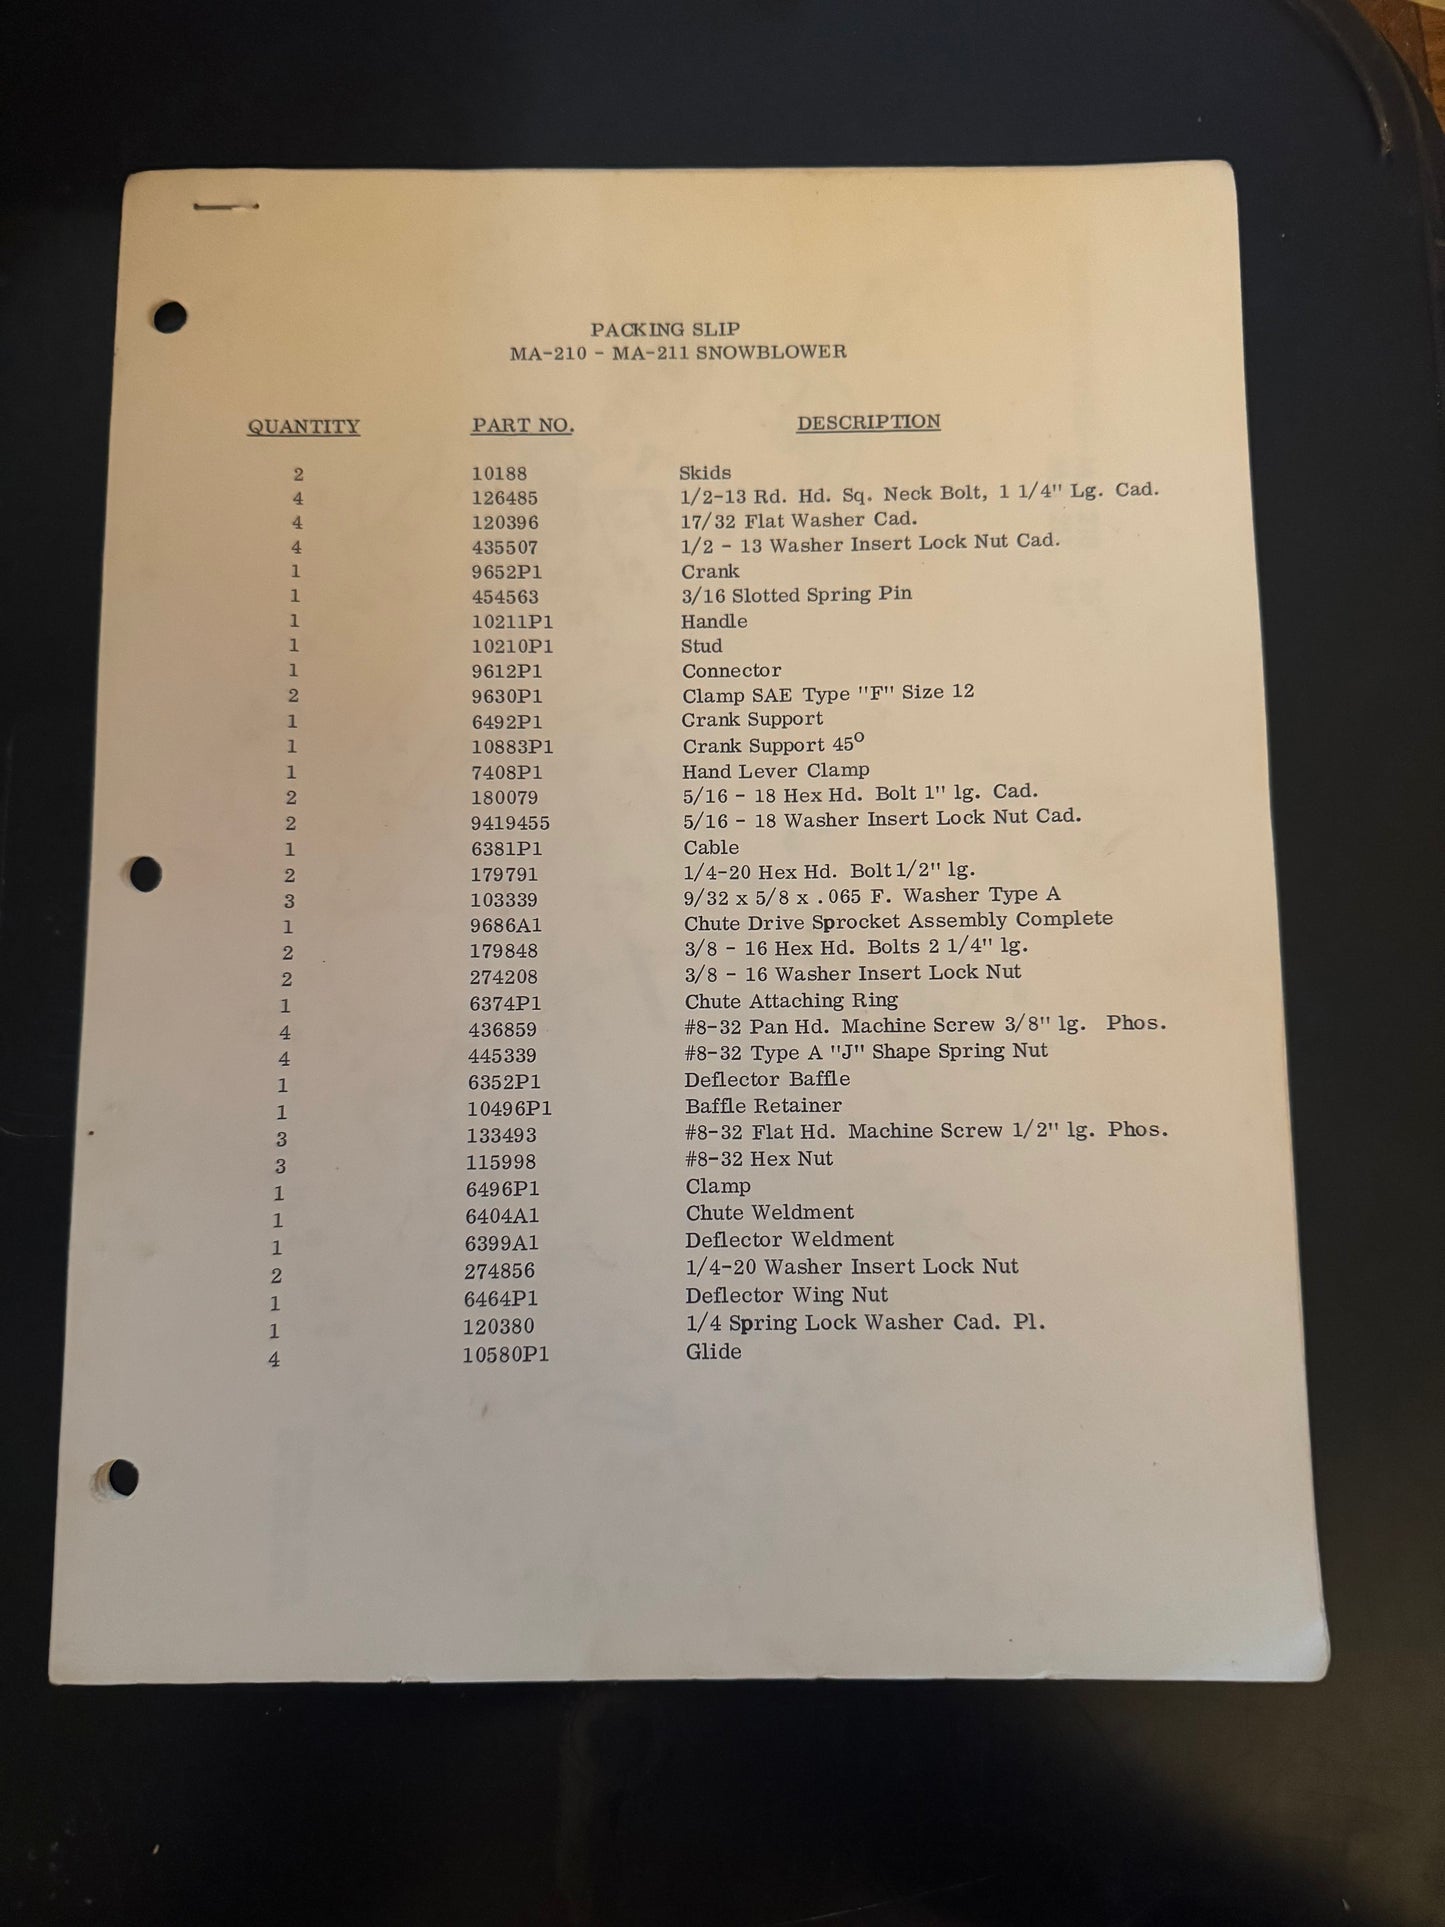 PACKING SLIP
MA-210 - MA-211 SNOWBLOWER
QUANTITY PART NO. DESCRIPTION
2 10188 Skids
4 126485 1/2-13 Rd. Hd. Sq. Neck Bolt, 1 1/4" Lg. Cad.
4 120396 17/32 Flat Washer Cad.
4 435507 1/2 - 13 Washer Insert Lock Nut Cad.
1 9652P1 Crank
1 454563 3/16 Slotted Spring Pin
1 10211P1 Handle
1 10210P1 Stud
1 9612P1 Connector
2 9630P1 Clamp SAE Type "F" Size 12
1 6492P1 Crank Support
1 10883P1 Crank Support 45°
1 7408P1 Hand Lever Clamp
2 180079 5/16 - 18 Hex Hd. Bolt 1" lg. Cad.
2 9419455 5/16 - 18 Washer Insert Lock Nut Cad.
1 6381P1 Cable
2 179791 1/4-20 Hex Hd. Bolt 1/2" lg.
3 103339 9/32 x 5/8 x .065 F. Washer Type A
1 9686A1 Chute Drive Sprocket Assembly Complete
2 179848 3/8 - 16 Hex Hd. Bolts 2 1/4" lg.
2 274208 3/8 - 16 Washer Insert Lock Nut
1 6374P1 Chute Attaching Ring
4 436859 #8-32 Pan Hd. Machine Screw 3/8" lg. Phos.
4 445339 #8-32 Type A "J" Shape Spring Nut
1 6352P1 Deflector Baffle
1 10496P1 Baffle Retainer
3 133493 #8-32 Flat Hd. Machine Screw 1/2" lg. Phos.
3 115998 #8-32 Hex Nut
1 6496P1 Clamp
1 6404A1 Chute Weldment
1 6399A1 Deflector Weldment
2 274856 1/4-20 Washer Insert Lock Nut
1 6464P1 Deflector Wing Nut
1 120380 1/4 Spring Lock Washer Cad. Pl.
4 10580P1 Glide